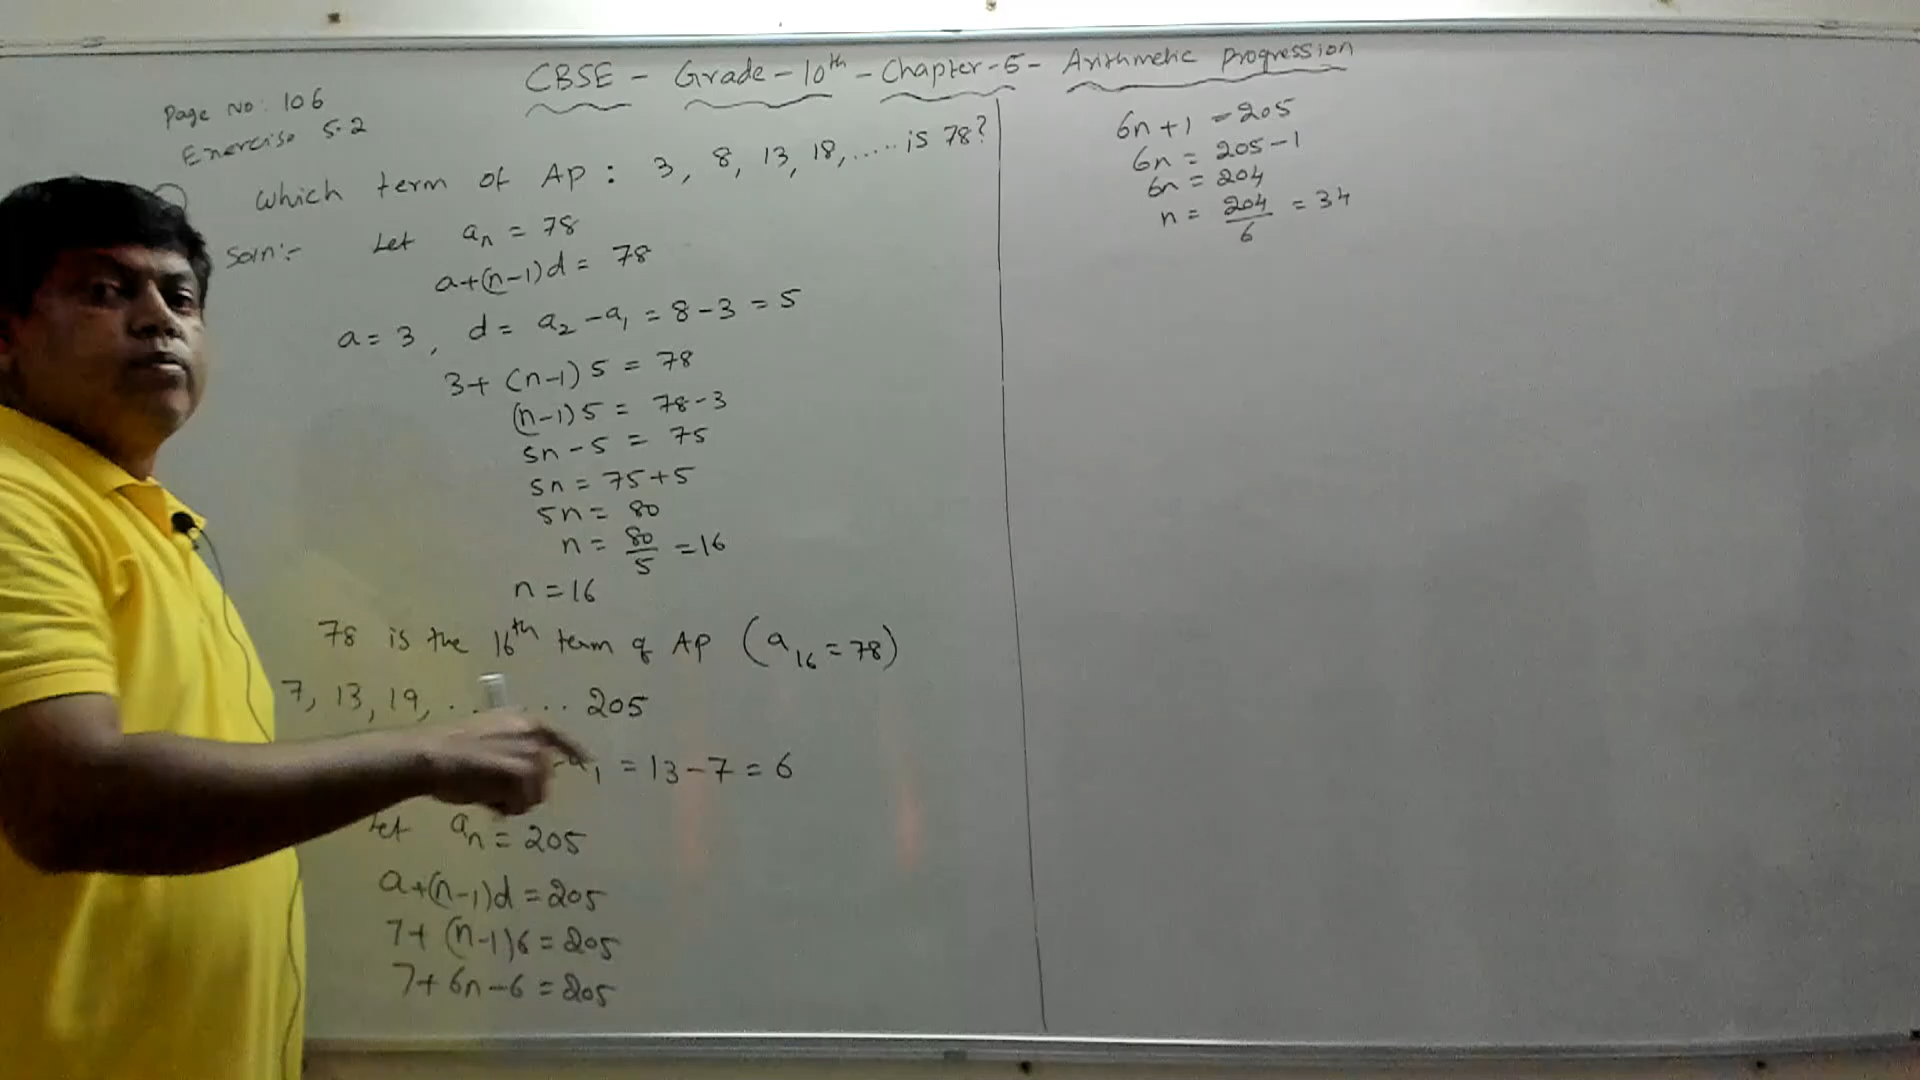 CBSE - Grade - 10th - Chapter - 5 - Arithmetic Progression
Page No: 106
Exercise 5.2
Which term of AP : 3, 8, 13, 18, ..... is 78?
Soln:- Let an = 78
a+(n-1)d = 78
a = 3, d = a2 - a1 = 8 - 3 = 5
3 + (n-1) 5 = 78
(n-1) 5 = 78 - 3
5n - 5 = 75
5n = 75 + 5
5n = 80
n = 80/5 = 16
n = 16
78 is the 16th term of AP (a16 = 78)
7, 13, 19, ..... 205
- a1 = 13 - 7 = 6
Let an = 205
a+(n-1)d = 205
7+ (n-1)6 = 205
7+ 6n - 6 = 205
6n + 1 = 205
6n = 205 - 1
6n = 204
n = 204/6 = 34